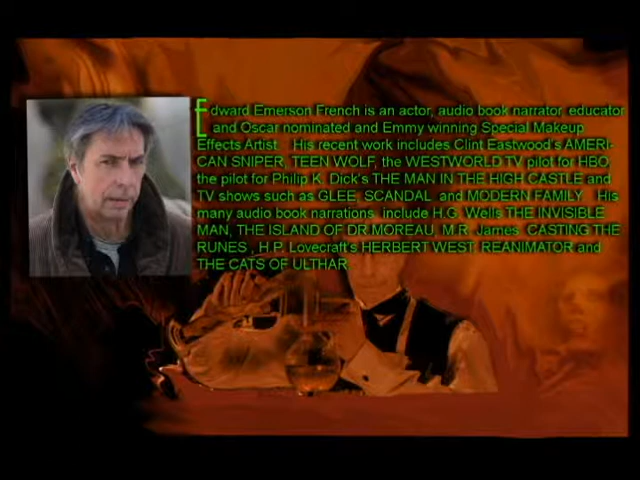 Edward Emerson French is an actor, audio book narrator, educator
and Oscar nominated and Emmy winning Special Makeup
Effects Artist. His recent work includes Clint Eastwood's AMERI-
CAN SNIPER, TEEN WOLF, the WESTWORLD TV pilot for HBO,
the pilot for Philip K. Dick's THE MAN IN THE HIGH CASTLE and
TV shows such as GLEE, SCANDAL and MODERN FAMILY. His
many audio book narrations include H.G. Wells THE INVISIBLE
MAN, THE ISLAND OF DR MOREAU, M.R. James CASTING THE
RUNES , H.P. Lovecraft's HERBERT WEST REANIMATOR and
THE CATS OF ULTHAR